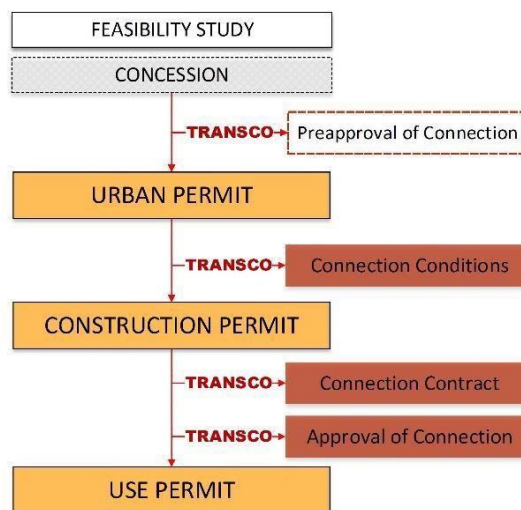 FEASIBILITY STUDY
CONCESSION
TRANSCO
Preapproval of Connection
URBAN PERMIT
TRANSCO
Connection Conditions
CONSTRUCTION PERMIT
TRANSCO
Connection Contract
TRANSCO
Approval of Connection
USE PERMIT